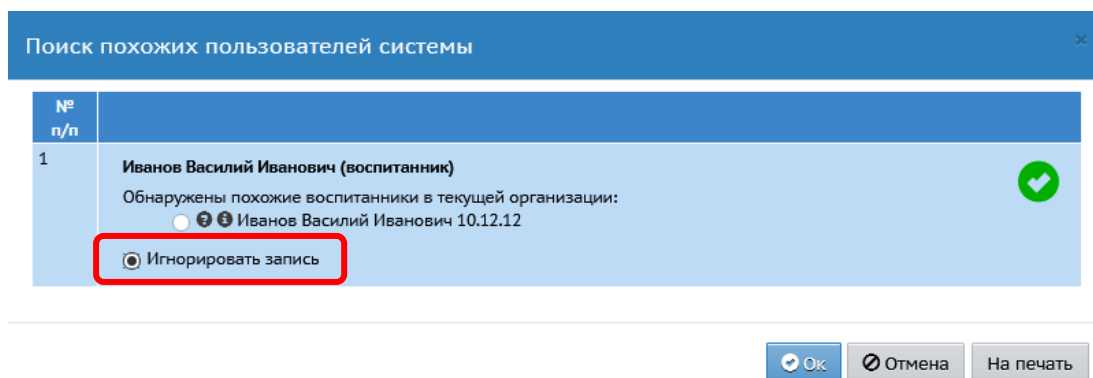 Поиск похожих пользователей системы
№
п/п
1
Иванов Василий Иванович (воспитанник)
Обнаружены похожие воспитанники в текущей организации:
Иванов Василий Иванович 10.12.12
Игнорировать запись
Ок Отмена На печать